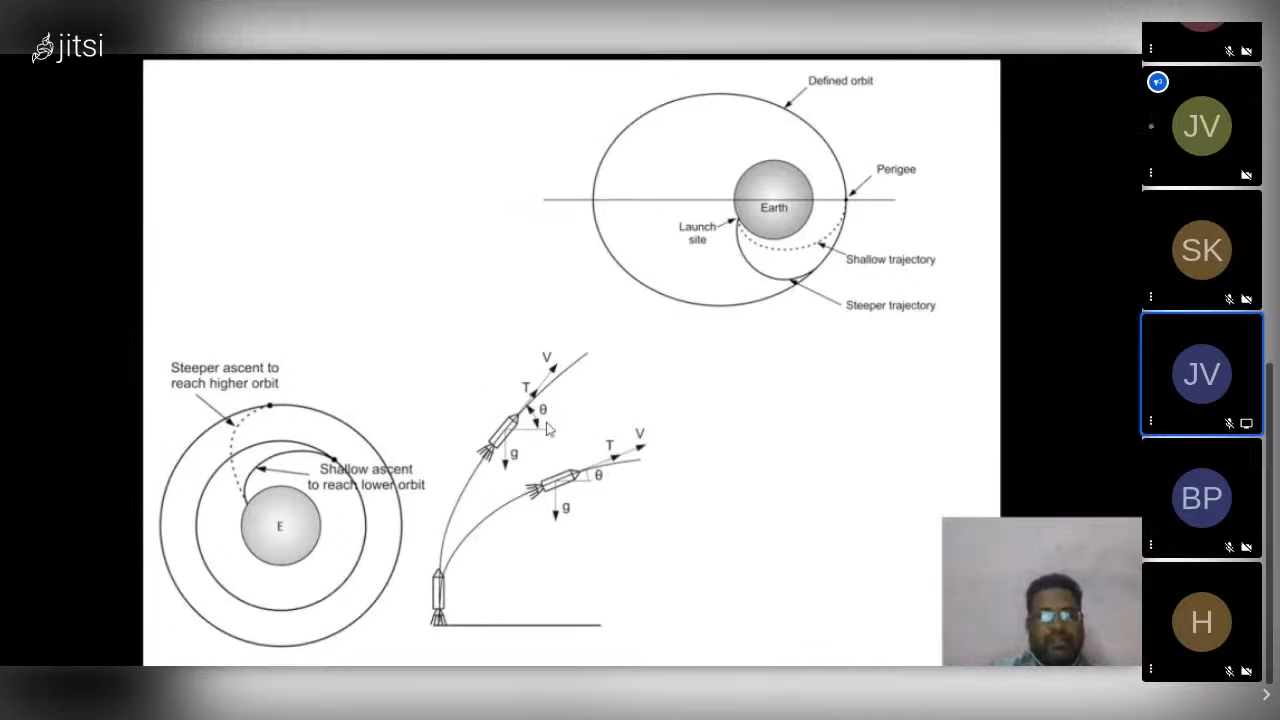 jitsi
Defined orbit
Perigee
Earth
Launch
site
Shallow trajectory
Steeper trajectory
Steeper ascent to
reach higher orbit
Shallow ascent
to reach lower orbit
E
V
T
θ
g
V
T
θ
g
JV
SK
JV
BP
H